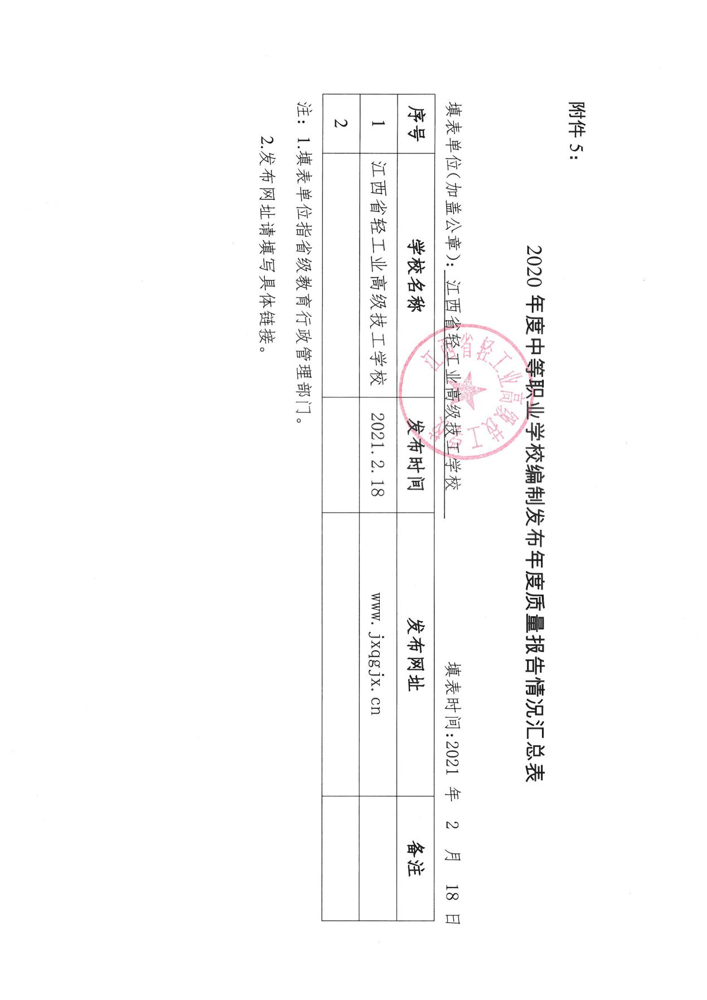 附件 5：
2020 年度中等职业学校编制发布年度质量报告情况汇总表
填表单位(加盖公章)：江西省轻工业高级技工学校 填表时间:2021 年 2 月 18 日
江西省轻工业高级技工学校
序号 学校名称 发布时间 发布网址 备注
1 江西省轻工业高级技工学校 2021.2.18 www.jxqgjx.cn
2
注：1.填表单位指省级教育行政管理部门。
2.发布网址请填写具体链接。